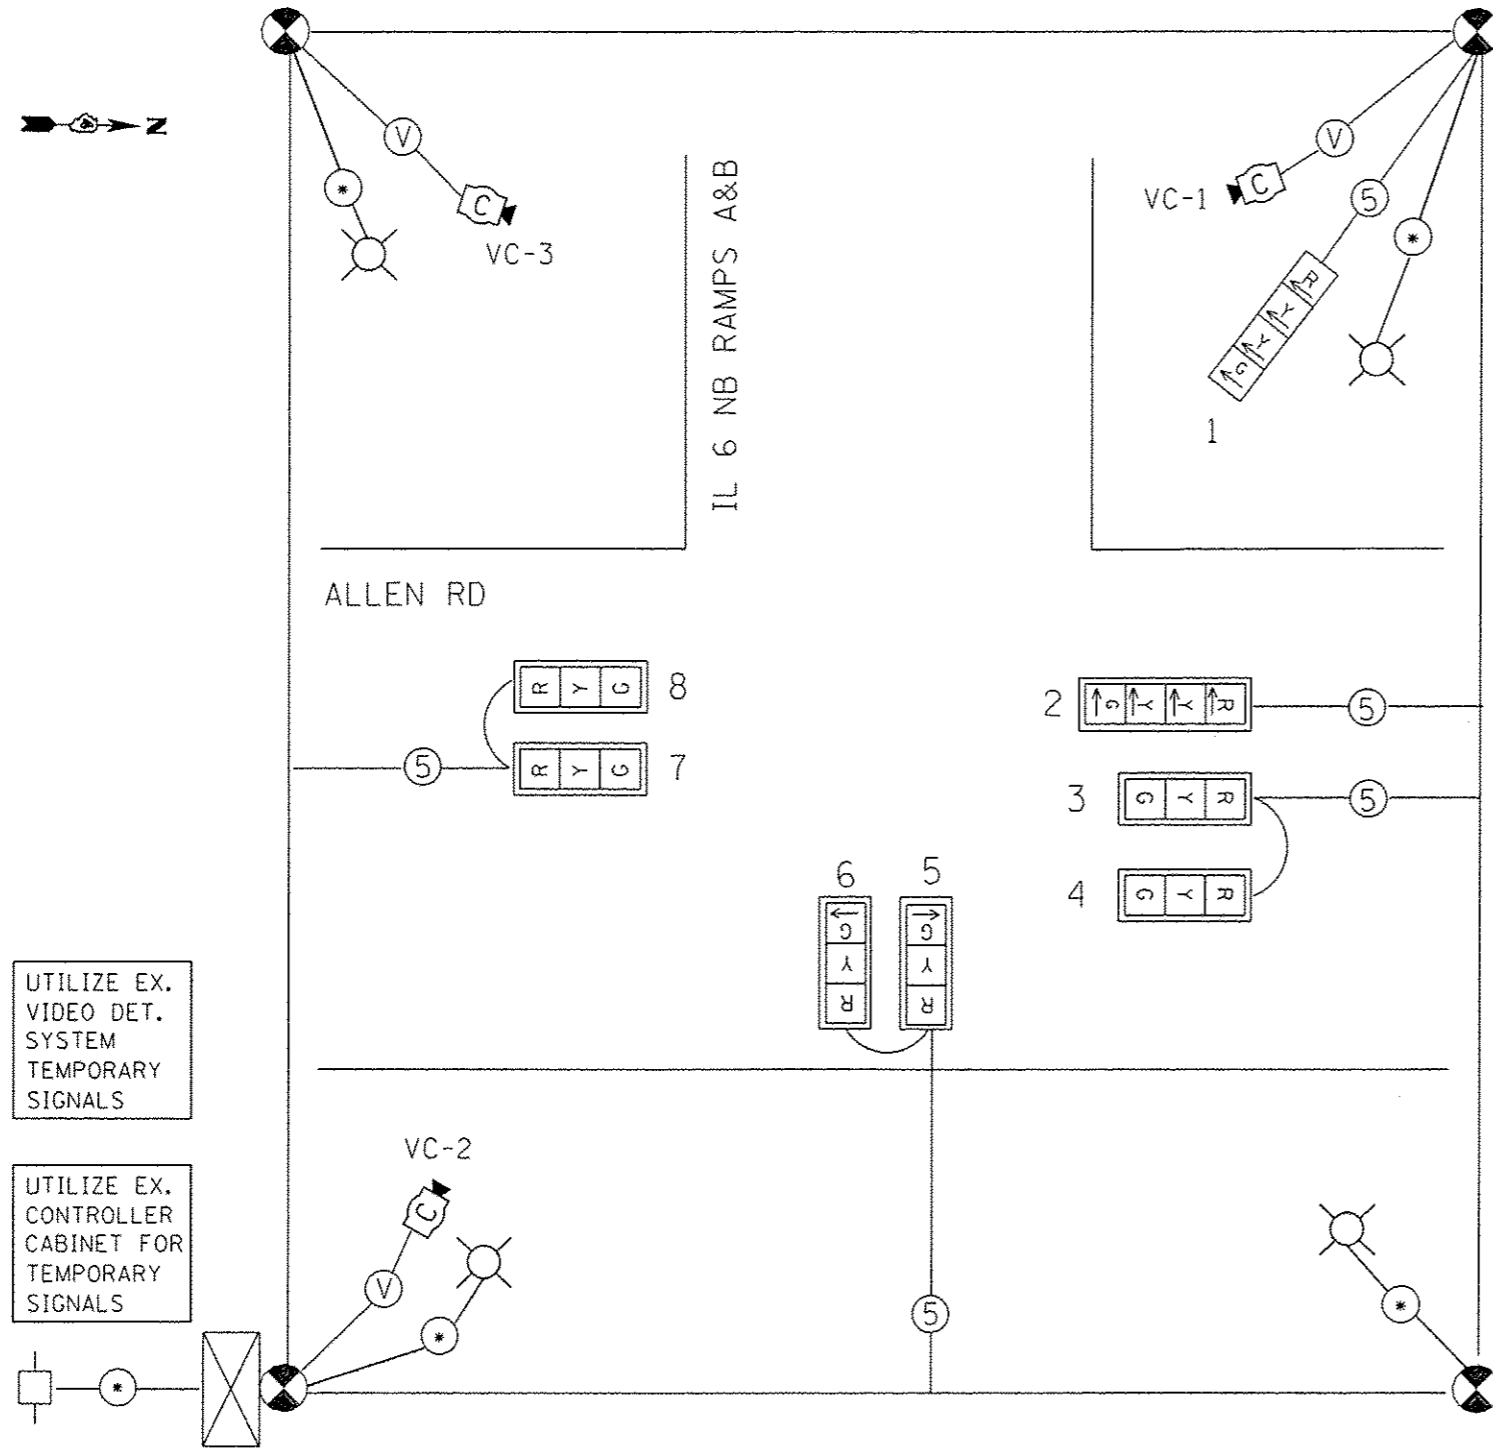 N
V
*
C
VC-3
IL 6 NB RAMPS A&B
VC-1
C
V
5
*
R
Y
Y
G
1
ALLEN RD
R Y G 8
5
R Y G 7
2 G Y Y R 5
3 G Y R 5
4 G Y R
6
G
Y
R
5
G
Y
R
UTILIZE EX.
VIDEO DET.
SYSTEM
TEMPORARY
SIGNALS
UTILIZE EX.
CONTROLLER
CABINET FOR
TEMPORARY
SIGNALS
VC-2
C
V
*
5
*
*